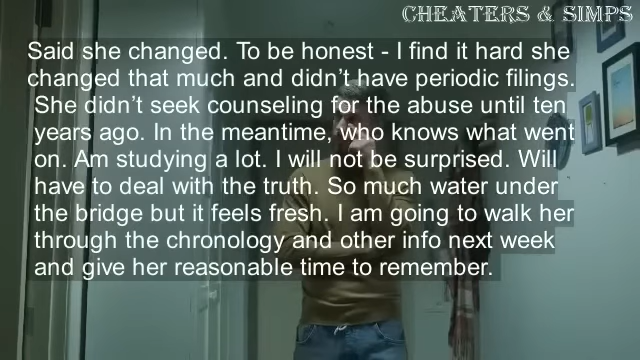 CHEATERS & SIMPS
Said she changed. To be honest - I find it hard she
changed that much and didn’t have periodic filings.
She didn’t seek counseling for the abuse until ten
years ago. In the meantime, who knows what went
on. Am studying a lot. I will not be surprised. Will
have to deal with the truth. So much water under
the bridge but it feels fresh. I am going to walk her
through the chronology and other info next week
and give her reasonable time to remember.